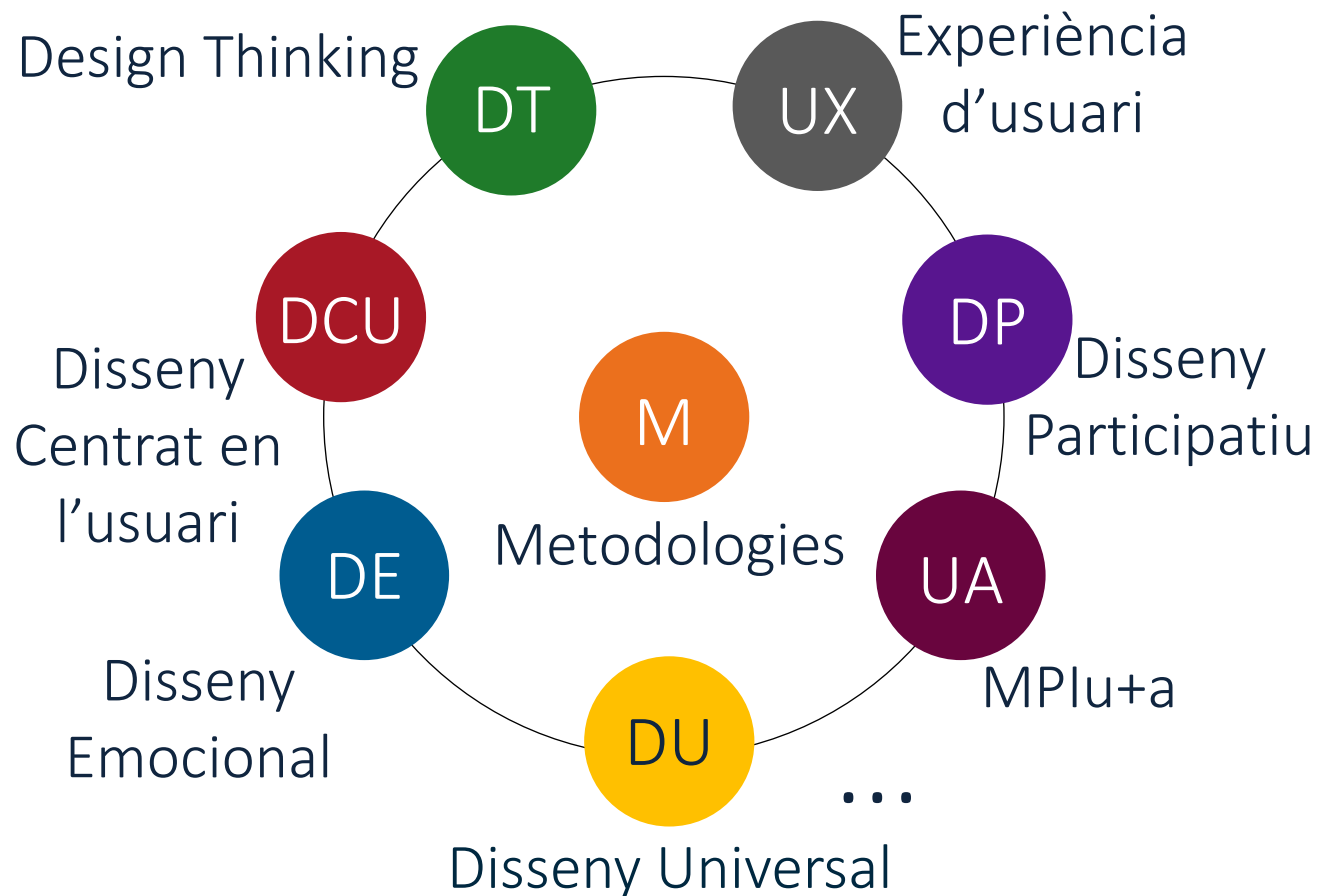 Design Thinking
DT
UX
Experiència
d’usuari
DCU
Disseny
Centrat en
l’usuari
DP
Disseny
Participatiu
M
Metodologies
DE
Disseny
Emocional
UA
MPIu+a
DU
...
Disseny Universal